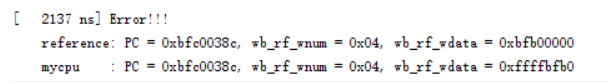 [   2137 ns] Error!!!
reference: PC = 0xbfc0038c, wb_rf_wnum = 0x04, wb_rf_wdata = 0xbfb00000
mycpu    : PC = 0xbfc0038c, wb_rf_wnum = 0x04, wb_rf_wdata = 0xffffbfb0